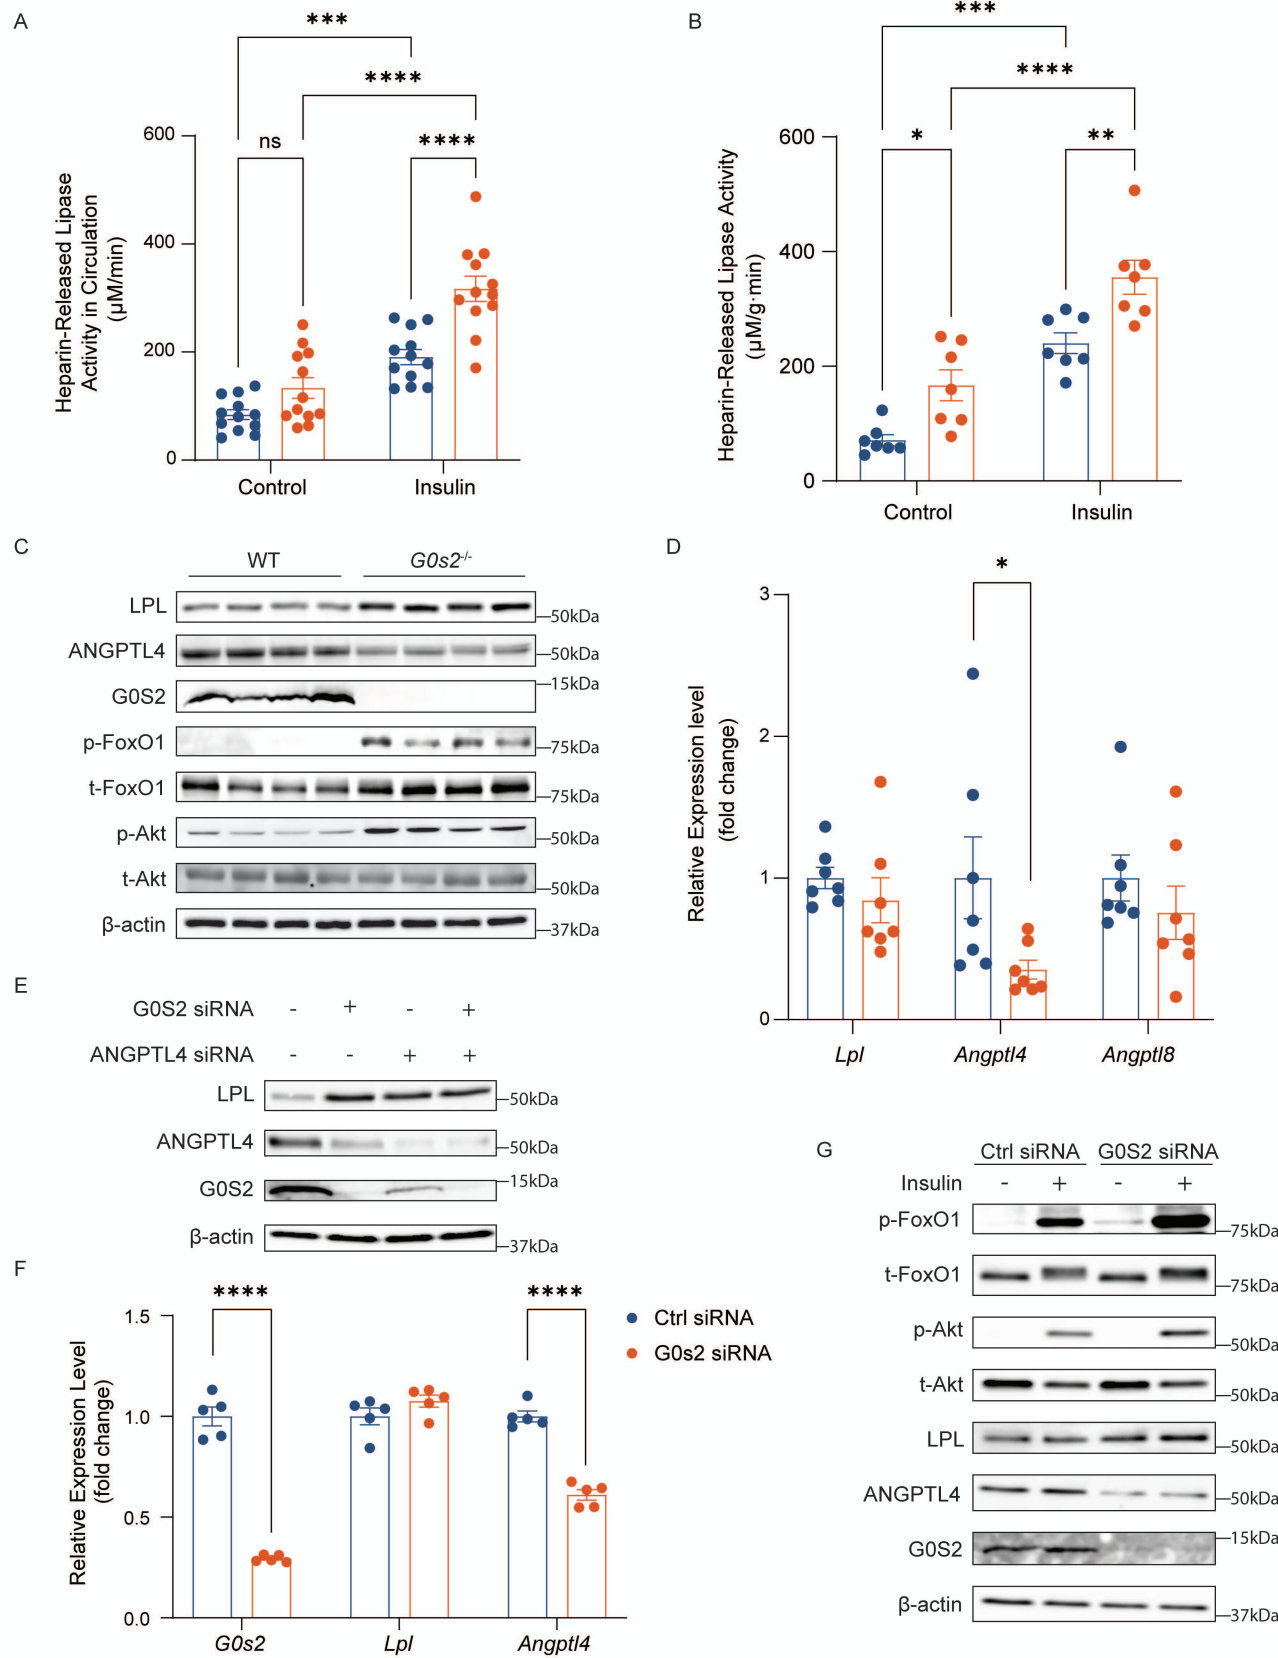 A
***
****
ns
****
600
400
200
0
Heparin-Released Lipase
Activity in Circulation
(µM/min)
Control
Insulin
B
***
****
*
**
600
400
200
0
Heparin-Released Lipase Activity
(µM/g·min)
Control
Insulin
C
WT
G0s2-/-
LPL
50kDa
ANGPTL4
50kDa
G0S2
15kDa
p-FoxO1
75kDa
t-FoxO1
75kDa
p-Akt
50kDa
t-Akt
50kDa
β-actin
37kDa
D
*
3
2
1
0
Relative Expression level
(fold change)
Lpl
Angptl4
Angptl8
E
G0S2 siRNA - + - +
ANGPTL4 siRNA - - + +
LPL
50kDa
ANGPTL4
50kDa
G0S2
15kDa
β-actin
37kDa
F
****
****
1.5
1.0
0.5
0.0
Relative Expression Level
(fold change)
G0s2
Lpl
Angptl4
Ctrl siRNA
G0s2 siRNA
G
Ctrl siRNA
G0S2 siRNA
Insulin - + - +
p-FoxO1
75kDa
t-FoxO1
75kDa
p-Akt
50kDa
t-Akt
50kDa
LPL
50kDa
ANGPTL4
50kDa
G0S2
15kDa
β-actin
37kDa